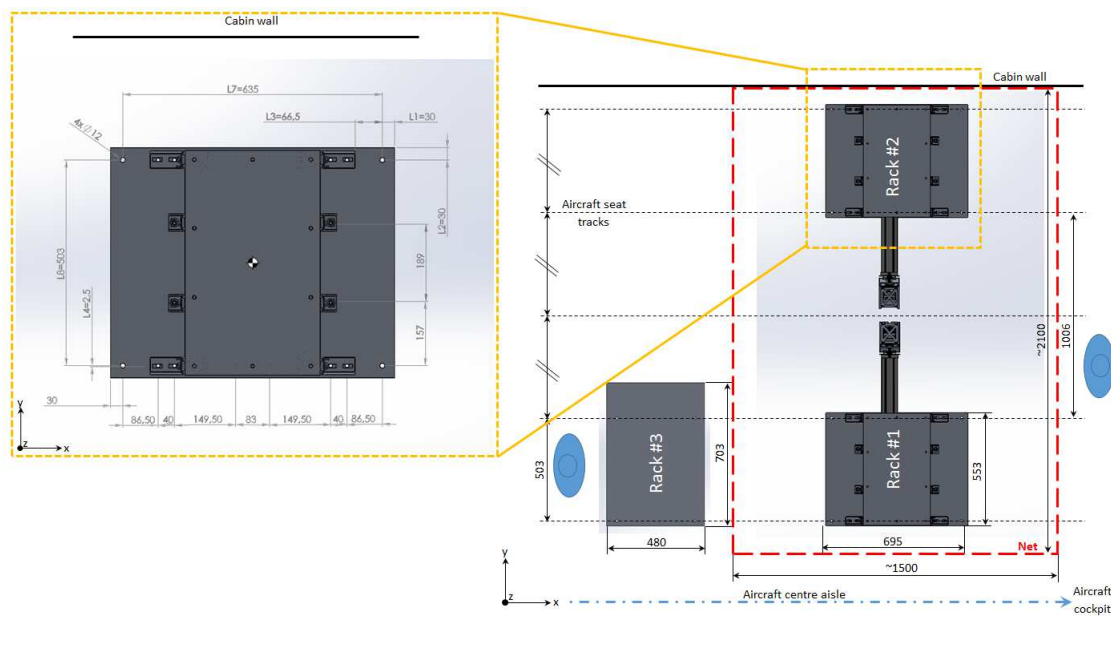 Cabin wall
L7=635
L3=66,5
L1=30
4x ∅12
L2=30
L8=503
189
L4=2,5
157
30
86,50
40
149,50
83
149,50
40
86,50
y
z
x
Cabin wall
Rack #2
Aircraft seat
tracks
~2100
1006
Rack #3
703
503
480
Rack #1
553
695
Net
~1500
y
z
x
Aircraft centre aisle
Aircraft
cockpit